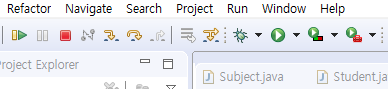 Refactor Navigate Search Project Run Window Help
Project Explorer
Subject.java Student.ja